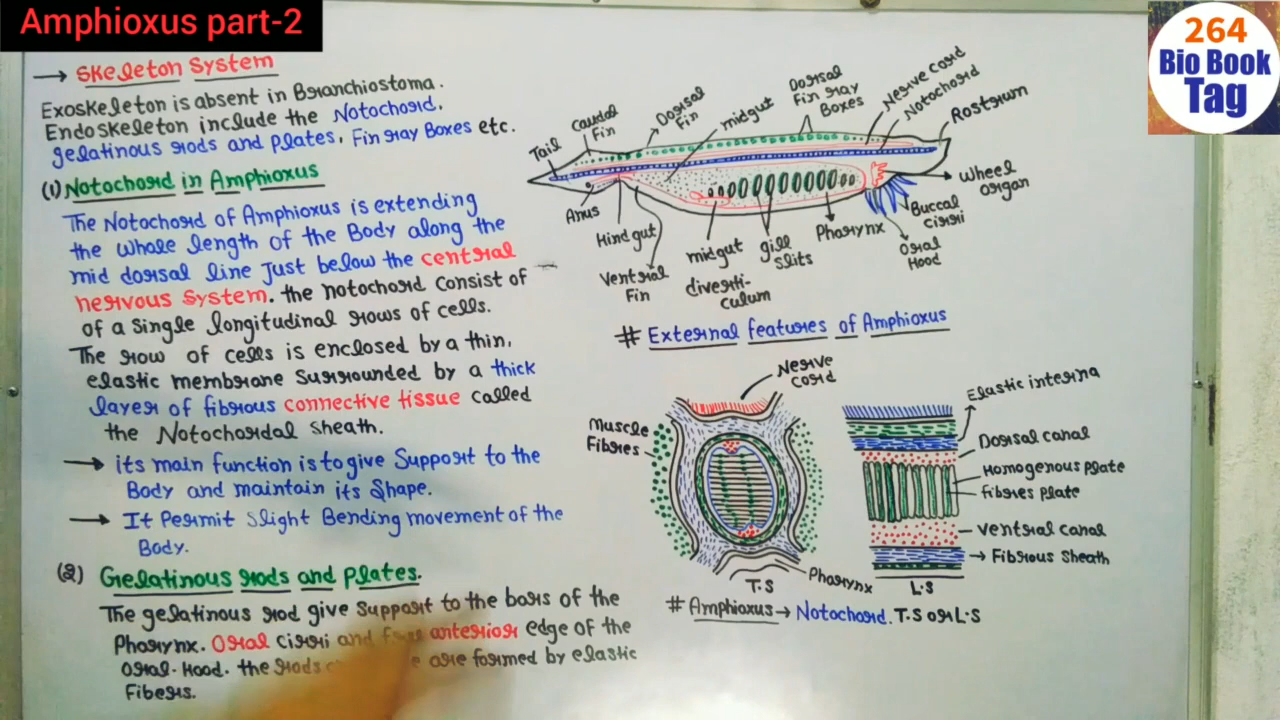 Amphioxus part-2
264
Bio Book
Tag
→ Skeleton System
Exoskeleton is absent in Branchiostoma.
Endoskeleton include the Notochord,
gelatinous rods and plates, Fin ray Boxes etc.
(1) Notochord in Amphioxus
The Notochord of Amphioxus is extending
the whole length of the Body along the
mid dorsal line Just below the central
nervous system. the notochord consist of
of a single longitudinal rows of cells.
The row of cells is enclosed by a thin,
elastic membrane Surrounded by a thick
layer of fibrous connective tissue called
the Notochordal sheath.
→ its main function is to give Support to the
Body and maintain its Shape.
→ It Permit slight Bending movement of the
Body.
(2) Gelatinous rods and plates.
The gelatinous rod give support to the bars of the
Pharynx. Oral cirri and anterior edge of the
Oral-Hood. the rods are formed by elastic
Fibers.
Tail
Caudal
Fin
Dorsal
Fin
midgut
Dorsal
Fin ray
Boxes
Nerve cord
Notochord
Rostrum
Wheel
organ
Buccal
cirri
Oral
Hood
Pharynx
gill
slits
midgut
diverti-
culum
Ventral
Fin
Hindgut
Anus
# External features of Amphioxus
Nerve
cord
Muscle
Fibres
Pharynx
T.S
Elastic interna
Dorsal canal
Homogenous plate
fibres plate
ventral canal
→ Fibrous Sheath
L.S
# Amphioxus → Notochord. T.S or L.S